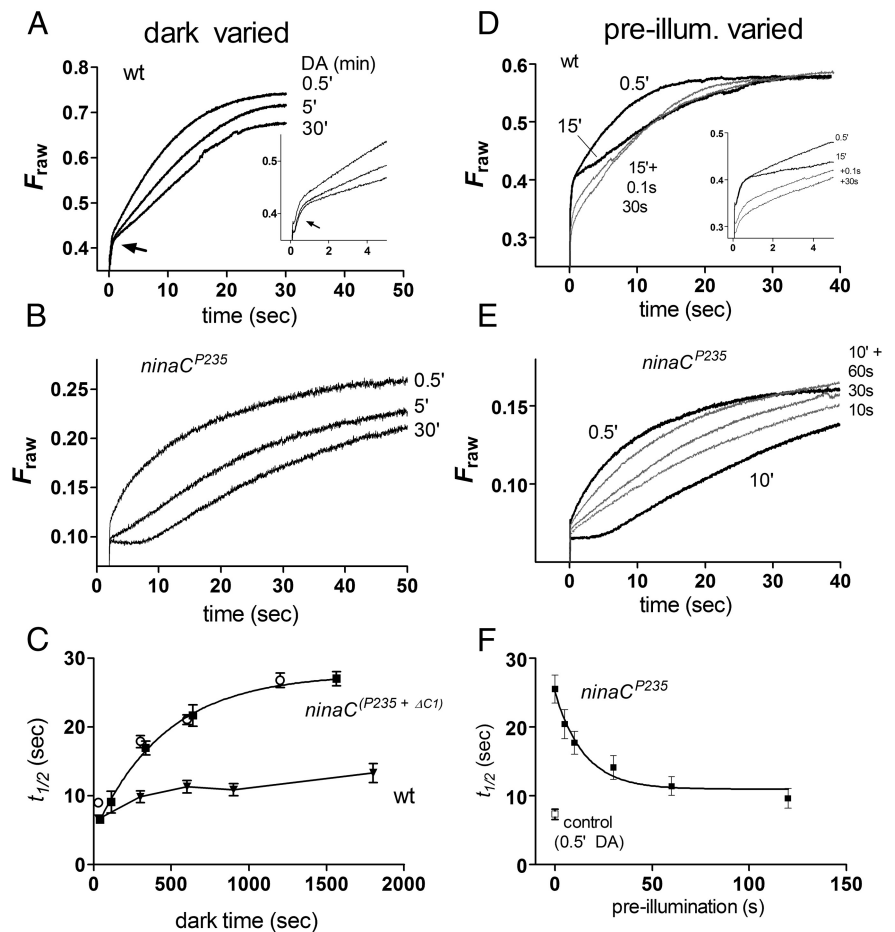 A
dark varied
wt
DA (min)
0.5'
5'
30'
0.8
0.7
0.6
0.5
0.4
Fraw
0.5
0.4
0 2 4
0 10 20 30 40 50
time (sec)
B
ninaC^P235
0.5'
5'
30'
0.25
0.20
0.15
0.10
Fraw
0 10 20 30 40 50
time (sec)
C
30
20
10
0
t1/2 (sec)
ninaC^(P235 + ΔC1)
wt
0 500 1000 1500 2000
dark time (sec)
D
pre-illum. varied
wt
0.5'
15'
15'+
0.1s
30s
0.6
0.5
0.4
0.3
Fraw
0.5
0.4
0.3
0.5'
15'
+0.1s
+30s
0 2 4
0 10 20 30 40
time (sec)
E
ninaC^P235
10' +
60s
30s
10s
0.5'
10'
0.15
0.10
Fraw
0 10 20 30 40
time (sec)
F
ninaC^P235
30
20
10
0
t1/2 (sec)
control
(0.5' DA)
0 50 100 150
pre-illumination (s)